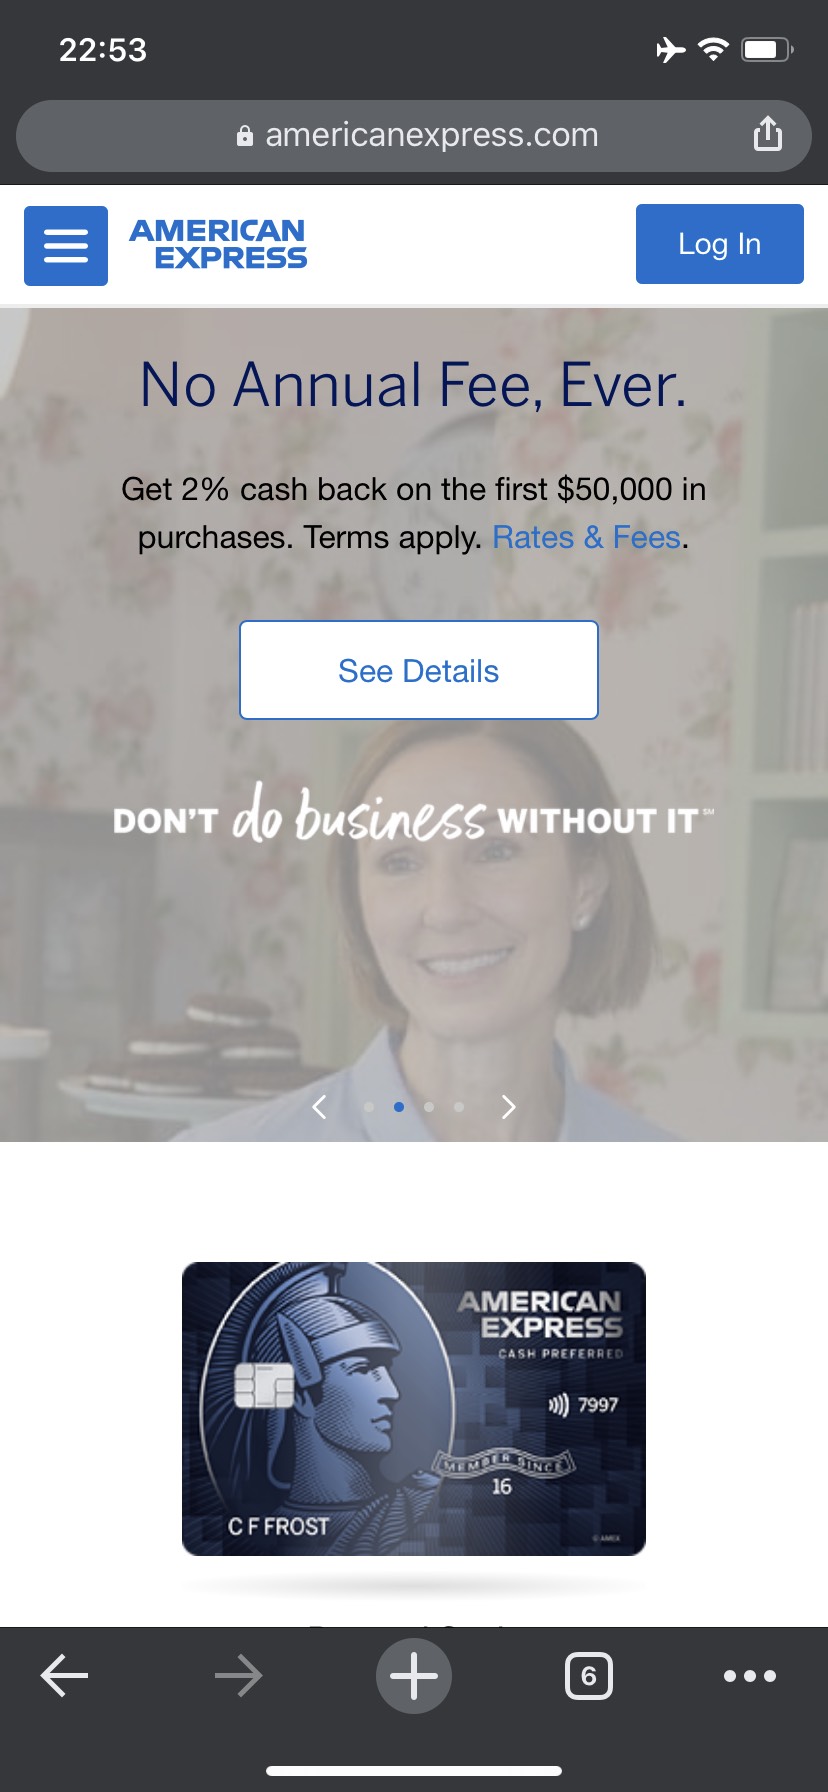 22:53
americanexpress.com
AMERICAN
EXPRESS
Log In
No Annual Fee, Ever.
Get 2% cash back on the first $50,000 in
purchases. Terms apply. Rates & Fees.
See Details
DON'T do business WITHOUT IT℠
AMERICAN
EXPRESS
CASH PREFERRED
7997
MEMBER SINCE
16
C F FROST
© AMEX
6